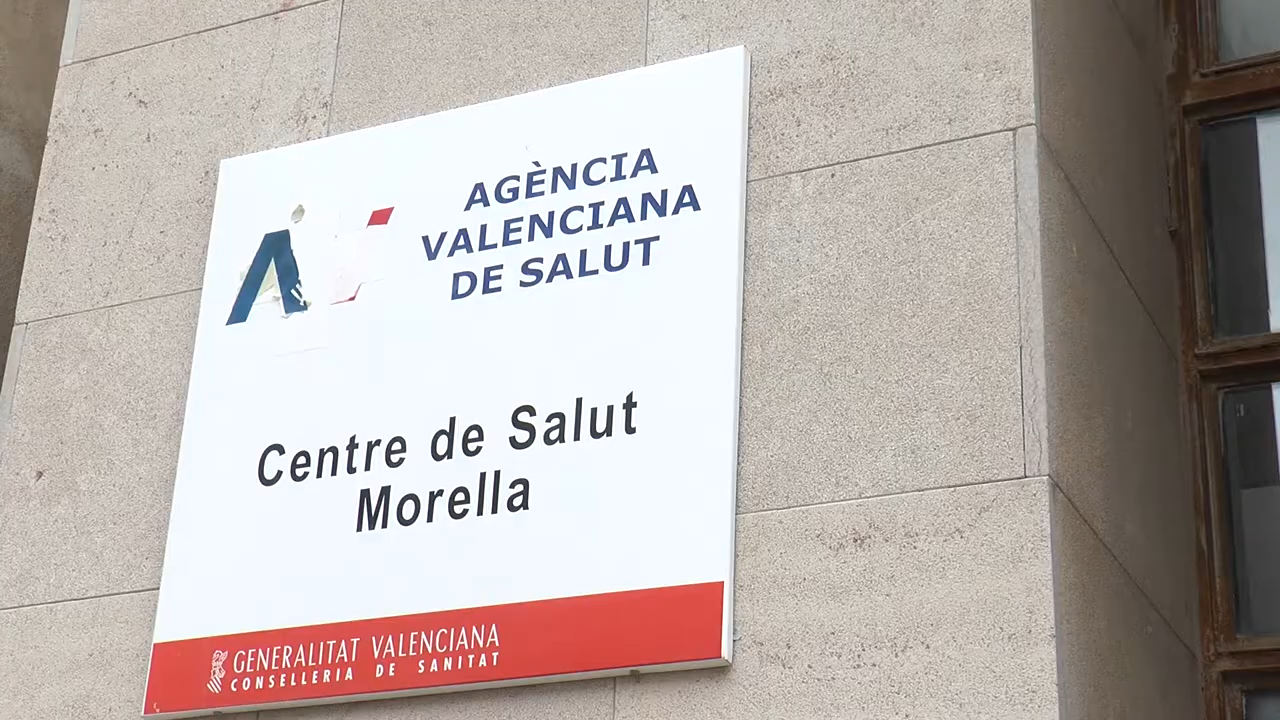 AGÈNCIA
VALENCIANA
DE SALUT
Centre de Salut
Morella
GENERALITAT VALENCIANA
CONSELLERIA DE SANITAT